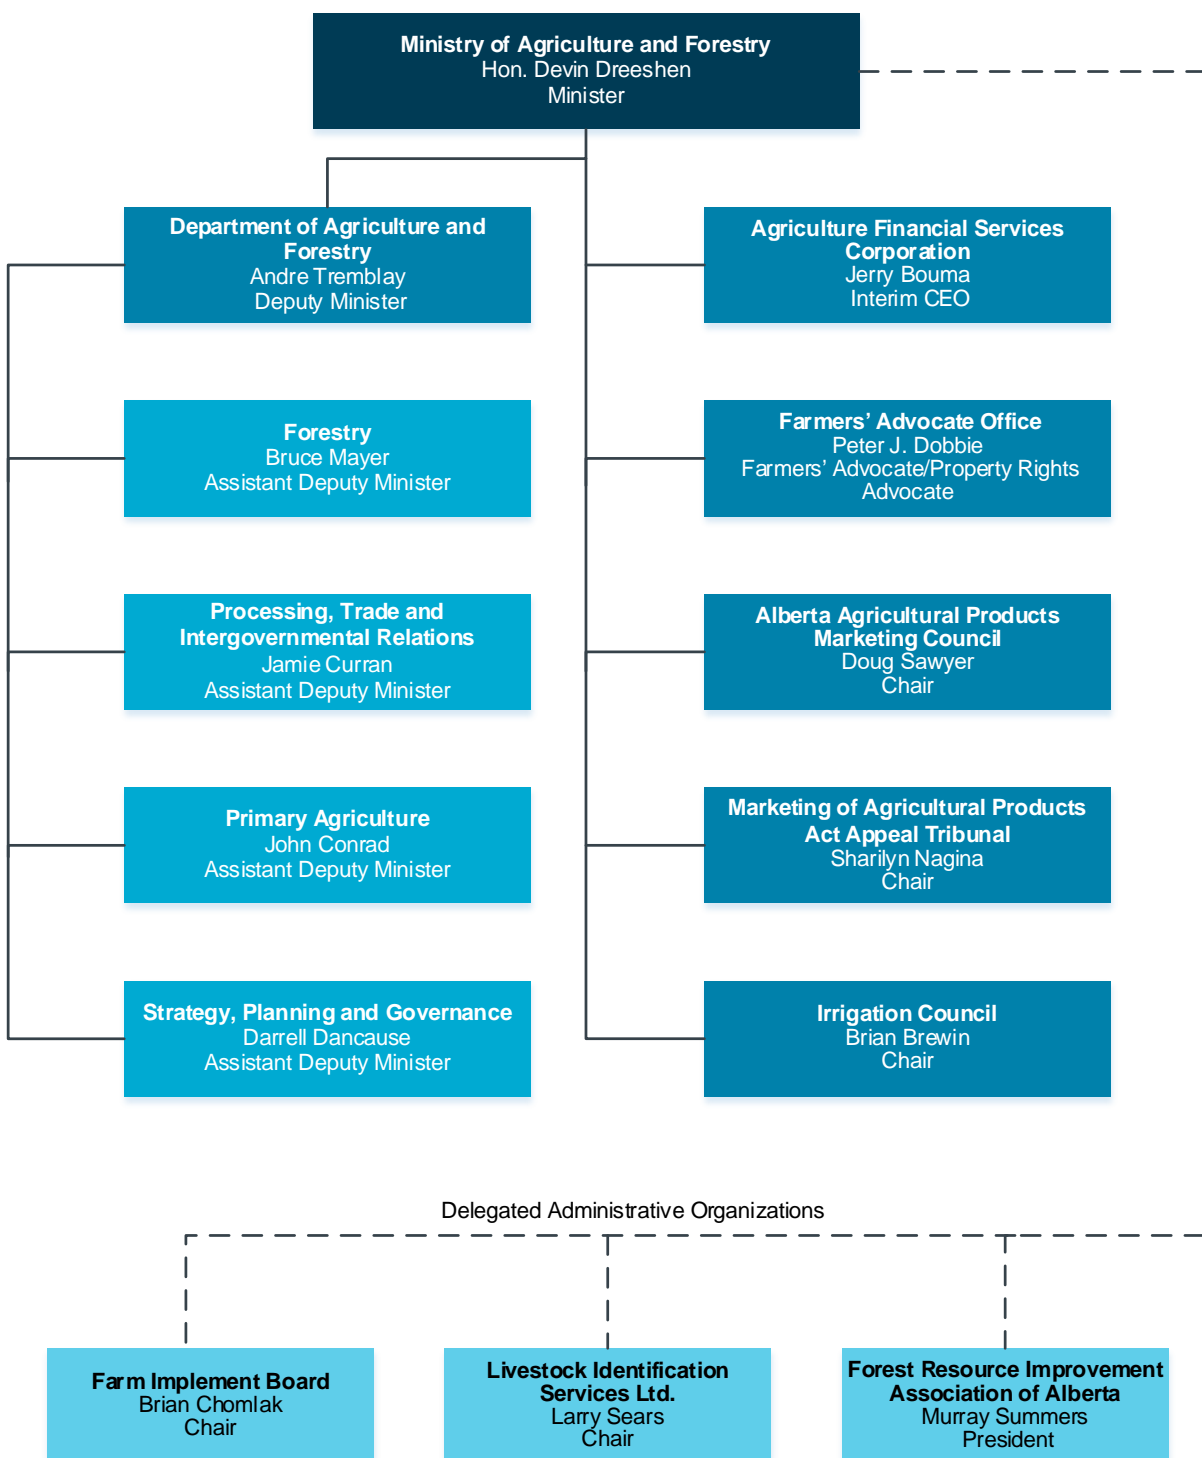 Ministry of Agriculture and Forestry
Hon. Devin Dreeshen
Minister
Department of Agriculture and
Forestry
Andre Tremblay
Deputy Minister
Agriculture Financial Services
Corporation
Jerry Bouma
Interim CEO
Forestry
Bruce Mayer
Assistant Deputy Minister
Farmers’ Advocate Office
Peter J. Dobbie
Farmers’ Advocate/Property Rights
Advocate
Processing, Trade and
Intergovernmental Relations
Jamie Curran
Assistant Deputy Minister
Alberta Agricultural Products
Marketing Council
Doug Sawyer
Chair
Primary Agriculture
John Conrad
Assistant Deputy Minister
Marketing of Agricultural Products
Act Appeal Tribunal
Sharilyn Nagina
Chair
Strategy, Planning and Governance
Darrell Dancause
Assistant Deputy Minister
Irrigation Council
Brian Brewin
Chair
Delegated Administrative Organizations
Farm Implement Board
Brian Chomlak
Chair
Livestock Identification
Services Ltd.
Larry Sears
Chair
Forest Resource Improvement
Association of Alberta
Murray Summers
President